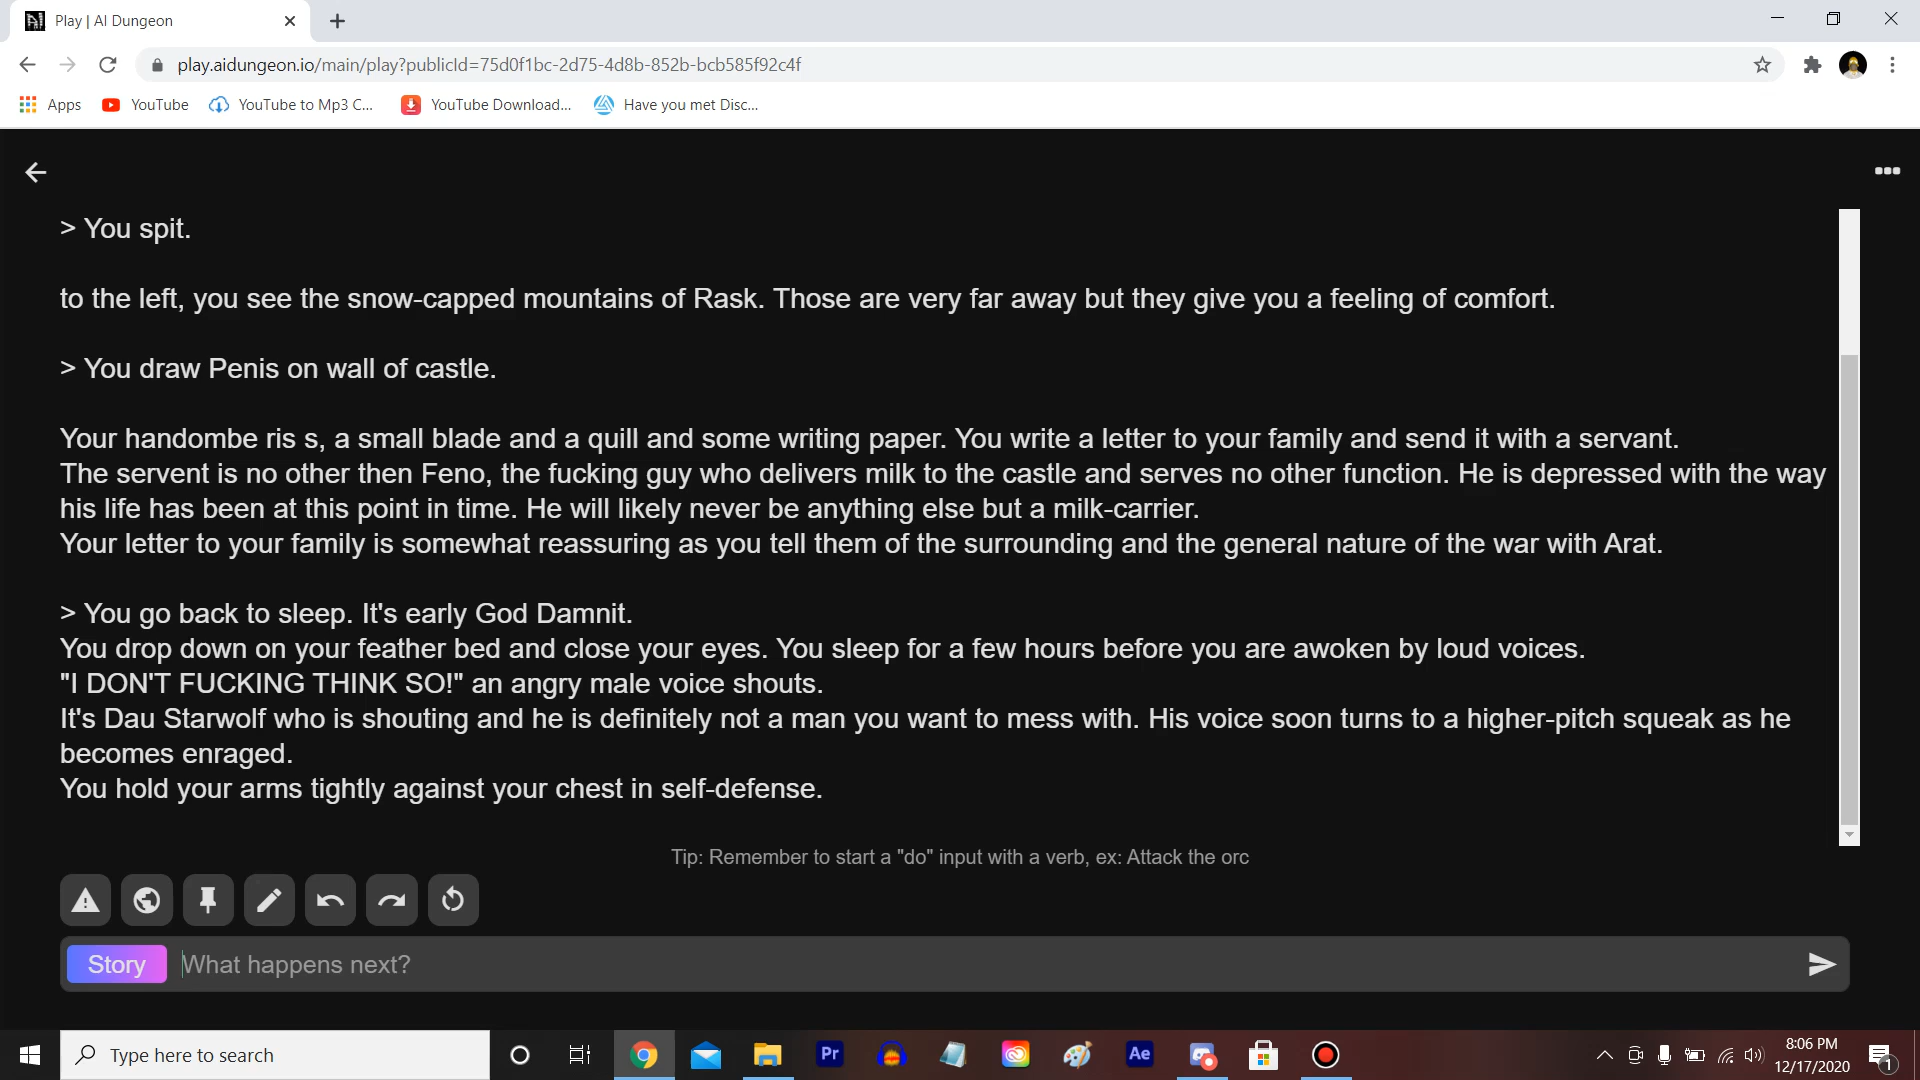 Play | AI Dungeon
play.aidungeon.io/main/play?publicId=75d0f1bc-2d75-4d8b-852b-bcb585f92c4f
Apps YouTube YouTube to Mp3 C... YouTube Download... Have you met Disc...
> You spit.
to the left, you see the snow-capped mountains of Rask. Those are very far away but they give you a feeling of comfort.
> You draw Penis on wall of castle.
Your handombe ris s, a small blade and a quill and some writing paper. You write a letter to your family and send it with a servant.
The servent is no other then Feno, the fucking guy who delivers milk to the castle and serves no other function. He is depressed with the way
his life has been at this point in time. He will likely never be anything else but a milk-carrier.
Your letter to your family is somewhat reassuring as you tell them of the surrounding and the general nature of the war with Arat.
> You go back to sleep. It's early God Damnit.
You drop down on your feather bed and close your eyes. You sleep for a few hours before you are awoken by loud voices.
"I DON'T FUCKING THINK SO!" an angry male voice shouts.
It's Dau Starwolf who is shouting and he is definitely not a man you want to mess with. His voice soon turns to a higher-pitch squeak as he
becomes enraged.
You hold your arms tightly against your chest in self-defense.
Tip: Remember to start a "do" input with a verb, ex: Attack the orc
Story What happens next?
Type here to search
Pr
Ae
8:06 PM
12/17/2020
1